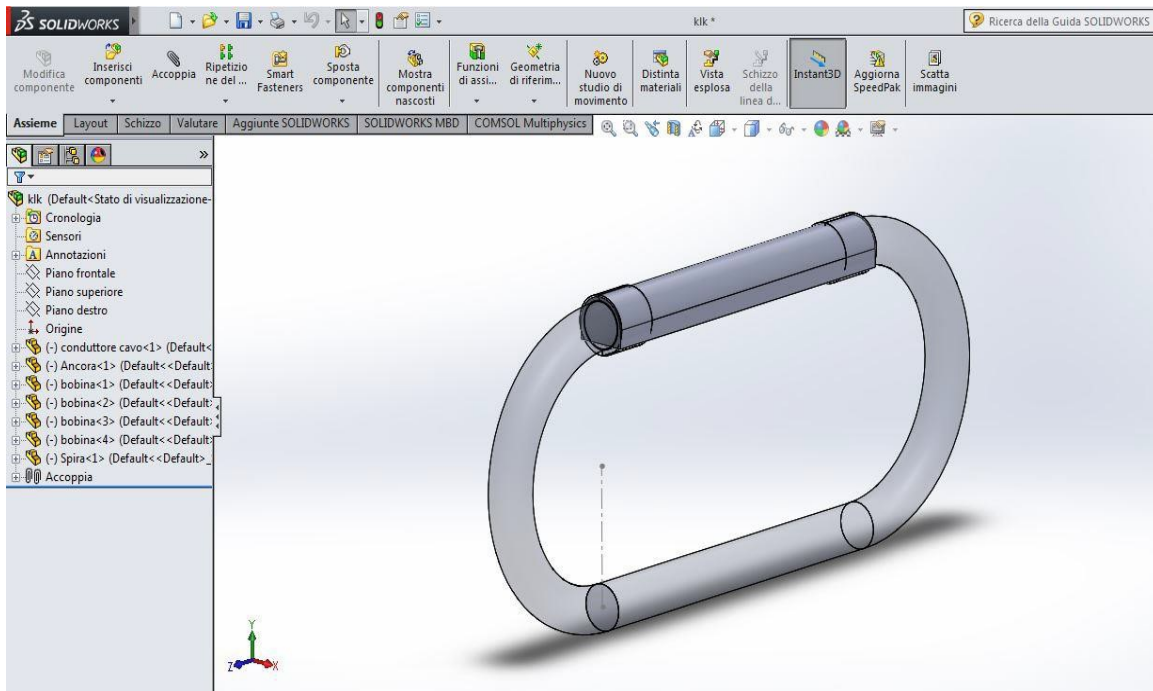 SOLIDWORKS
klk *
Ricerca della Guida SOLIDWORKS
Modifica componente
Inserisci componenti
Accoppia
Ripetizio ne del ...
Smart Fasteners
Sposta componente
Mostra componenti nascosti
Funzioni di assi...
Geometria di riferim...
Nuovo studio di movimento
Distinta materiali
Vista esplosa
Schizzo della linea d...
Instant3D
Aggiorna SpeedPak
Scatta immagini
Assieme Layout Schizzo Valutare Aggiunte SOLIDWORKS SOLIDWORKS MBD COMSOL Multiphysics
klk (Default<Stato di visualizzazione-
Cronologia
Sensori
A Annotazioni
Piano frontale
Piano superiore
Piano destro
Origine
(-) conduttore cavo<1> (Default<
(-) Ancora<1> (Default<<Default
(-) bobina<1> (Default<<Default
(-) bobina<2> (Default<<Default
(-) bobina<3> (Default<<Default
(-) bobina<4> (Default<<Default
(-) Spira<1> (Default<<Default>_
Accoppia
Y
Z
X